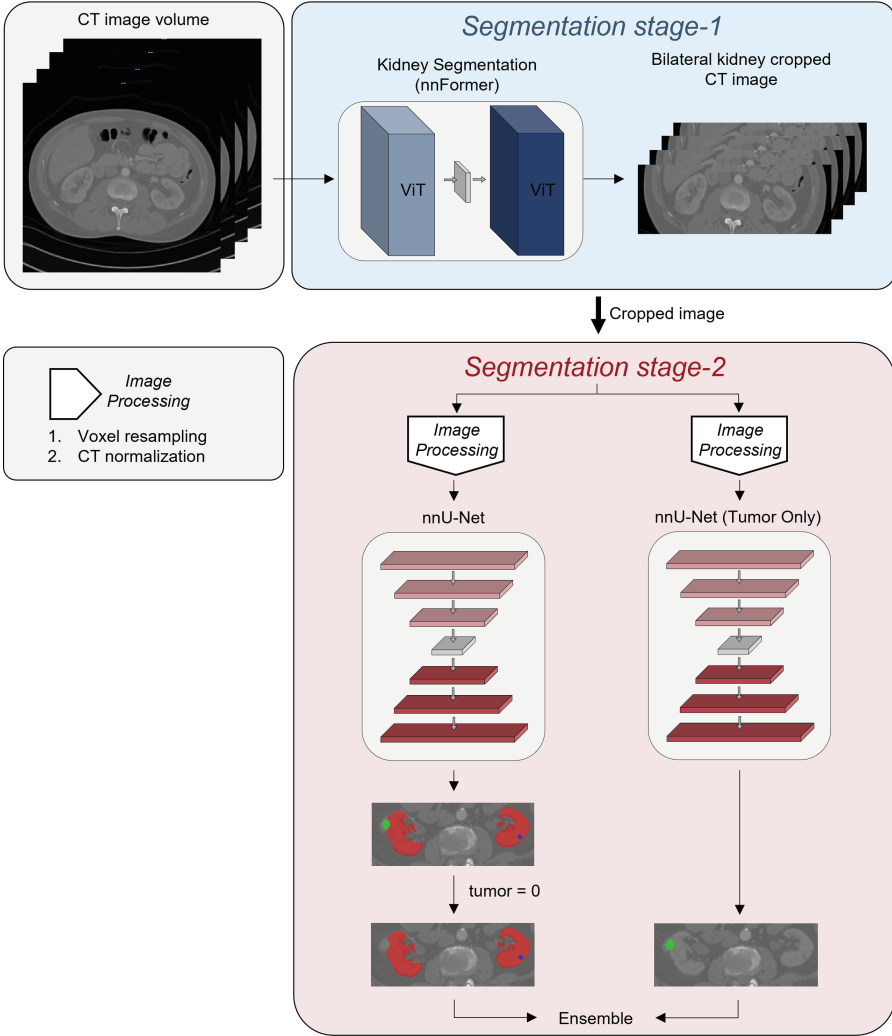 CT image volume
Segmentation stage-1
Kidney Segmentation
(nnFormer)
Bilateral kidney cropped
CT image
ViT
ViT
Cropped image
Image
Processing
1. Voxel resampling
2. CT normalization
Segmentation stage-2
Image
Processing
Image
Processing
nnU-Net
nnU-Net (Tumor Only)
tumor = 0
Ensemble